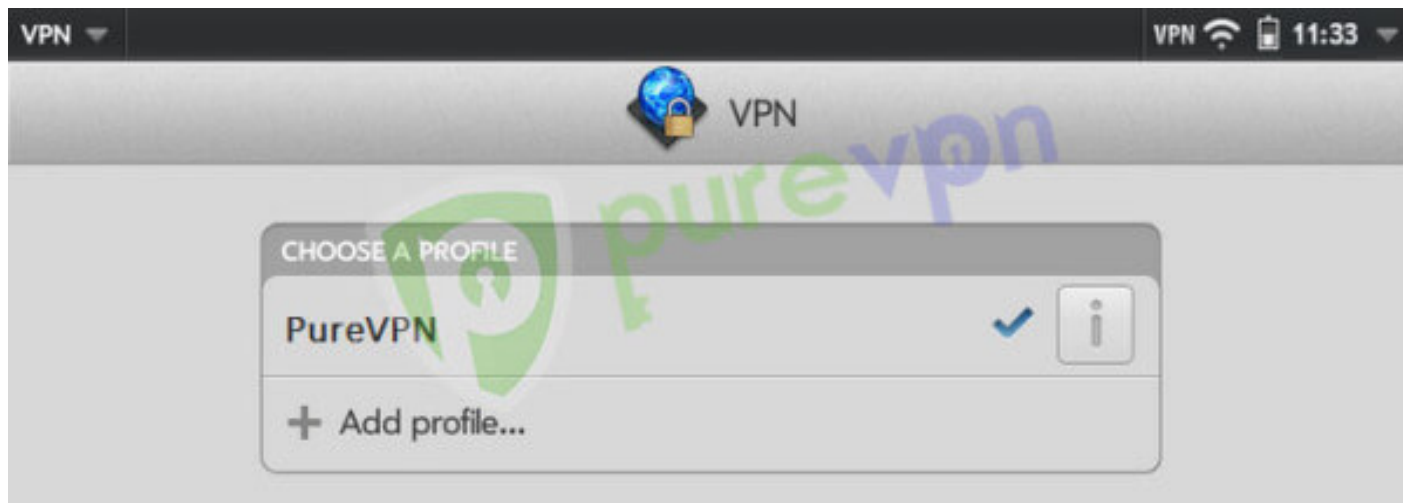 VPN VPN 11:33
VPN
purevpn
CHOOSE A PROFILE
PureVPN
Add profile...